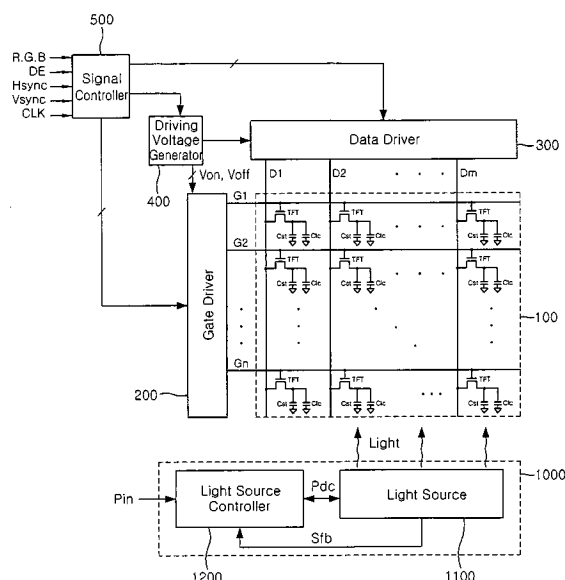 500
R.G.B
DE
Hsync
Vsync
CLK
Signal
Controller
Driving
Voltage
Generator
400
Von, Voff
Data Driver
300
D1 D2 · · · Dm
Gate Driver
200
G1
TFT TFT TFT
Cst Clc Cst Clc · · · Cst Clc
G2
TFT TFT TFT
Cst Clc Cst Clc · · · Cst Clc
100
Gn
TFT TFT TFT
Cst Clc Cst Clc ··· Cst Clc
Light
1000
Pin
Light Source
Controller
Pdc
Light Source
Sfb
1200
1100